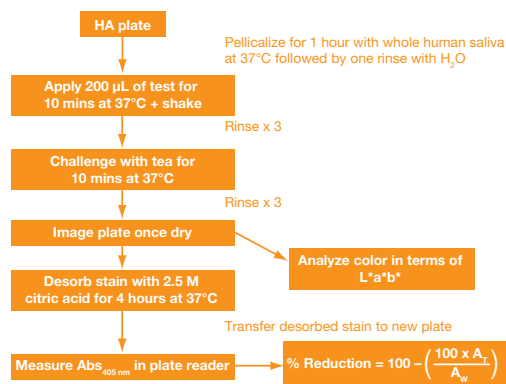 HA plate
Pellicalize for 1 hour with whole human saliva
at 37°C followed by one rinse with H₂O
Apply 200 µL of test for
10 mins at 37°C + shake
Rinse x 3
Challenge with tea for
10 mins at 37°C
Rinse x 3
Image plate once dry
Analyze color in terms of
L*a*b*
Desorb stain with 2.5 M
citric acid for 4 hours at 37°C
Transfer desorbed stain to new plate
Measure Abs₄₀₅ ₙₘ in plate reader
% Reduction = 100 – (100 x A_T / A_W)